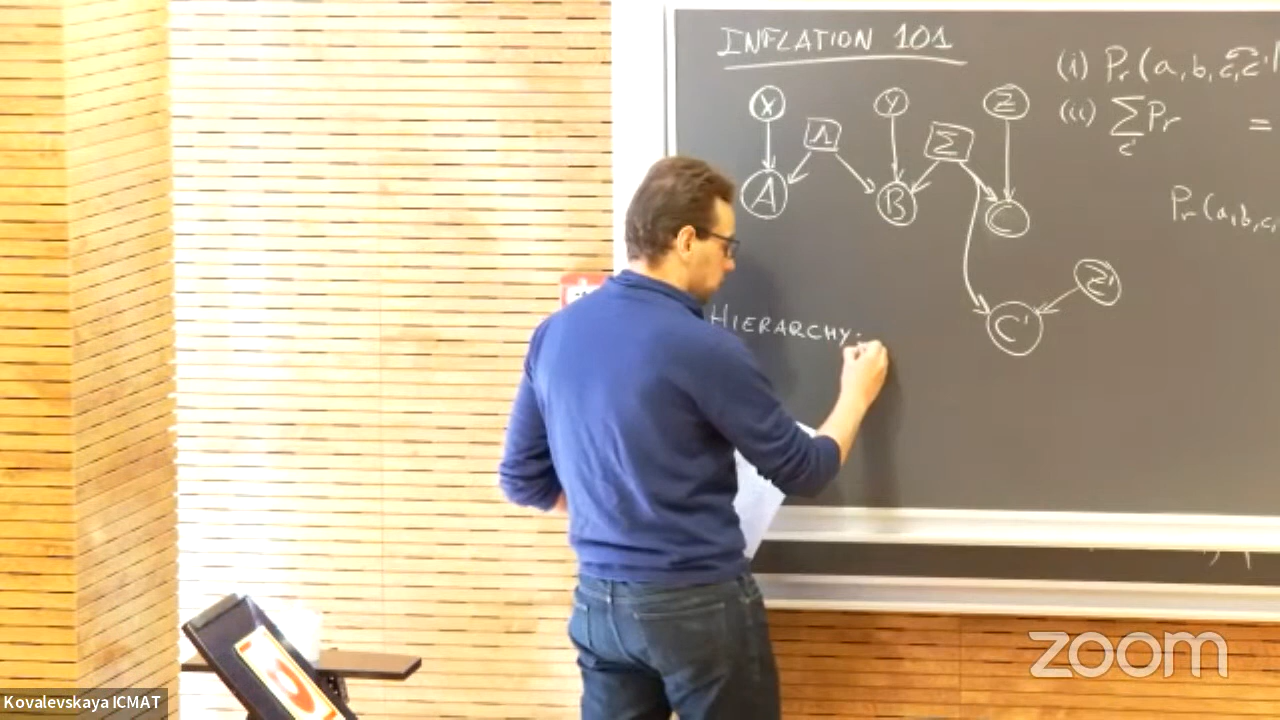 INFLATION 101
(i) Pr(a,b,c,c'|
(ii) ∑ Pr =
c'
X Y Z
Λ Σ
A B C
Pr(a,b,c,
Z'
C'
HIERARCHY:
zoom
Kovalevskaya ICMAT